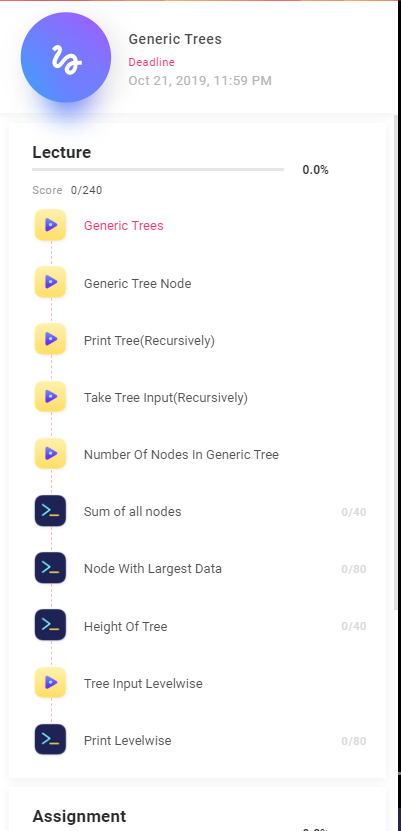 Generic Trees
Deadline
Oct 21, 2019, 11:59 PM
Lecture
0.0%
Score 0/240
Generic Trees
Generic Tree Node
Print Tree(Recursively)
Take Tree Input(Recursively)
Number Of Nodes In Generic Tree
Sum of all nodes 0/40
Node With Largest Data 0/80
Height Of Tree 0/40
Tree Input Levelwise
Print Levelwise 0/80
Assignment